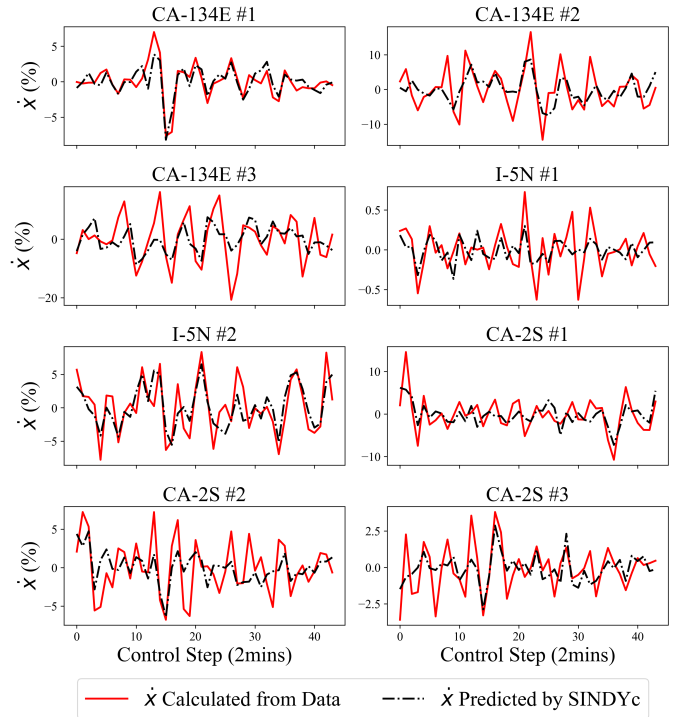 CA-134E #1
CA-134E #2
5
0
−5
ẋ (%)
10
0
−10
CA-134E #3
I-5N #1
0
−20
ẋ (%)
0.5
0.0
−0.5
I-5N #2
CA-2S #1
5
0
−5
ẋ (%)
10
0
−10
CA-2S #2
CA-2S #3
5
0
−5
ẋ (%)
2.5
0.0
−2.5
0 10 20 30 40
0 10 20 30 40
Control Step (2mins)
Control Step (2mins)
ẋ Calculated from Data
ẋ Predicted by SINDYc